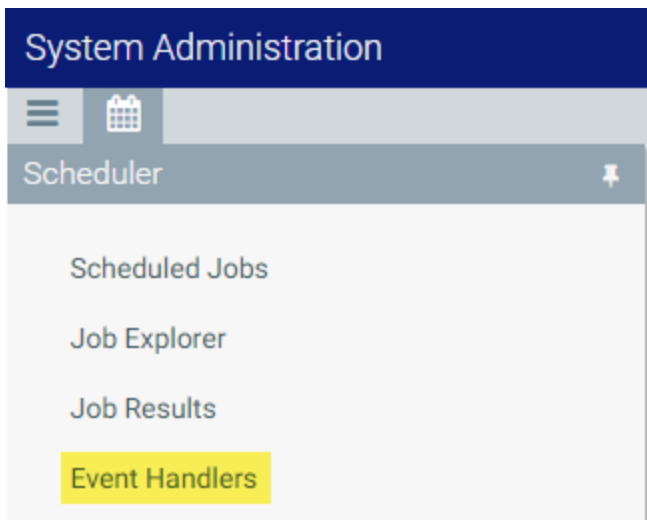 System Administration
Scheduler
Scheduled Jobs
Job Explorer
Job Results
Event Handlers